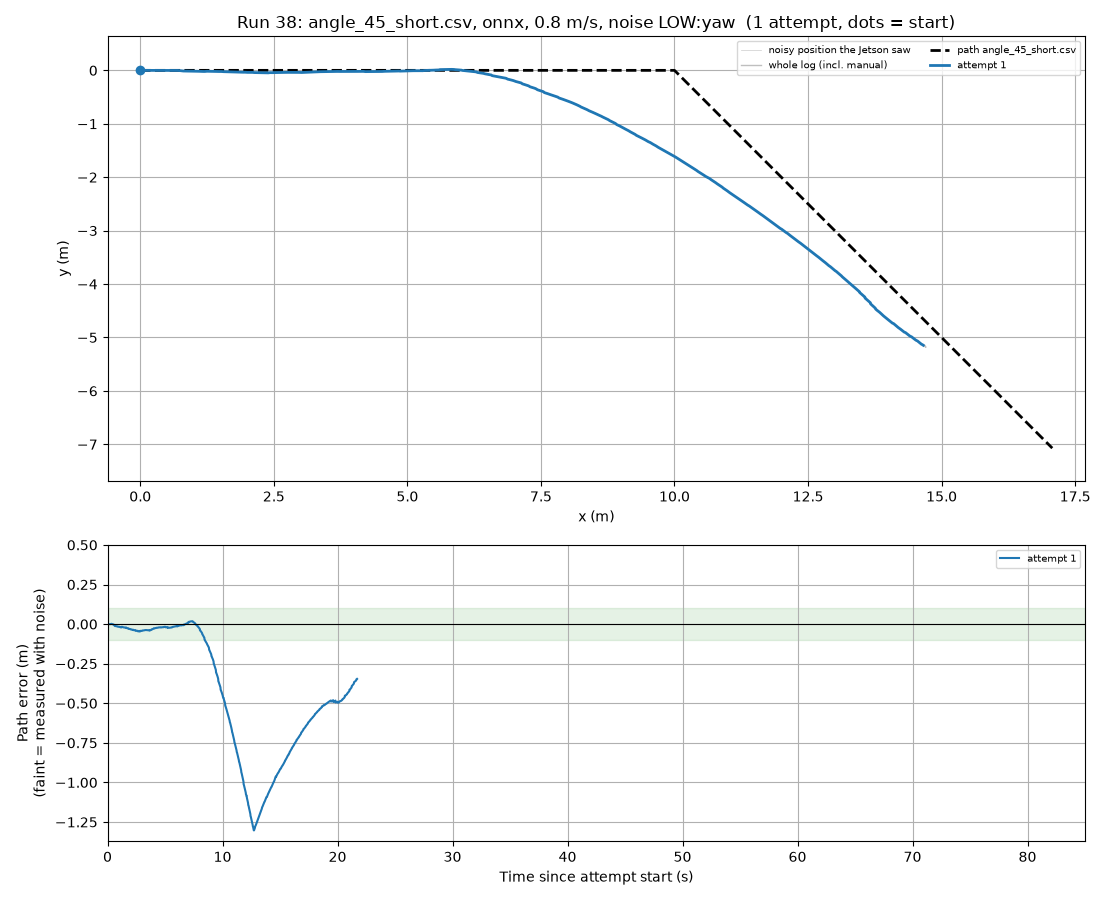 Run 38: angle_45_short.csv, onnx, 0.8 m/s, noise LOW:yaw  (1 attempt, dots = start)
noisy position the Jetson saw
whole log (incl. manual)
path angle_45_short.csv
attempt 1
0
−1
−2
−3
−4
−5
−6
−7
y (m)
0.0 2.5 5.0 7.5 10.0 12.5 15.0 17.5
x (m)
attempt 1
0.50
0.25
0.00
−0.25
−0.50
−0.75
−1.00
−1.25
Path error (m)
(faint = measured with noise)
0 10 20 30 40 50 60 70 80
Time since attempt start (s)